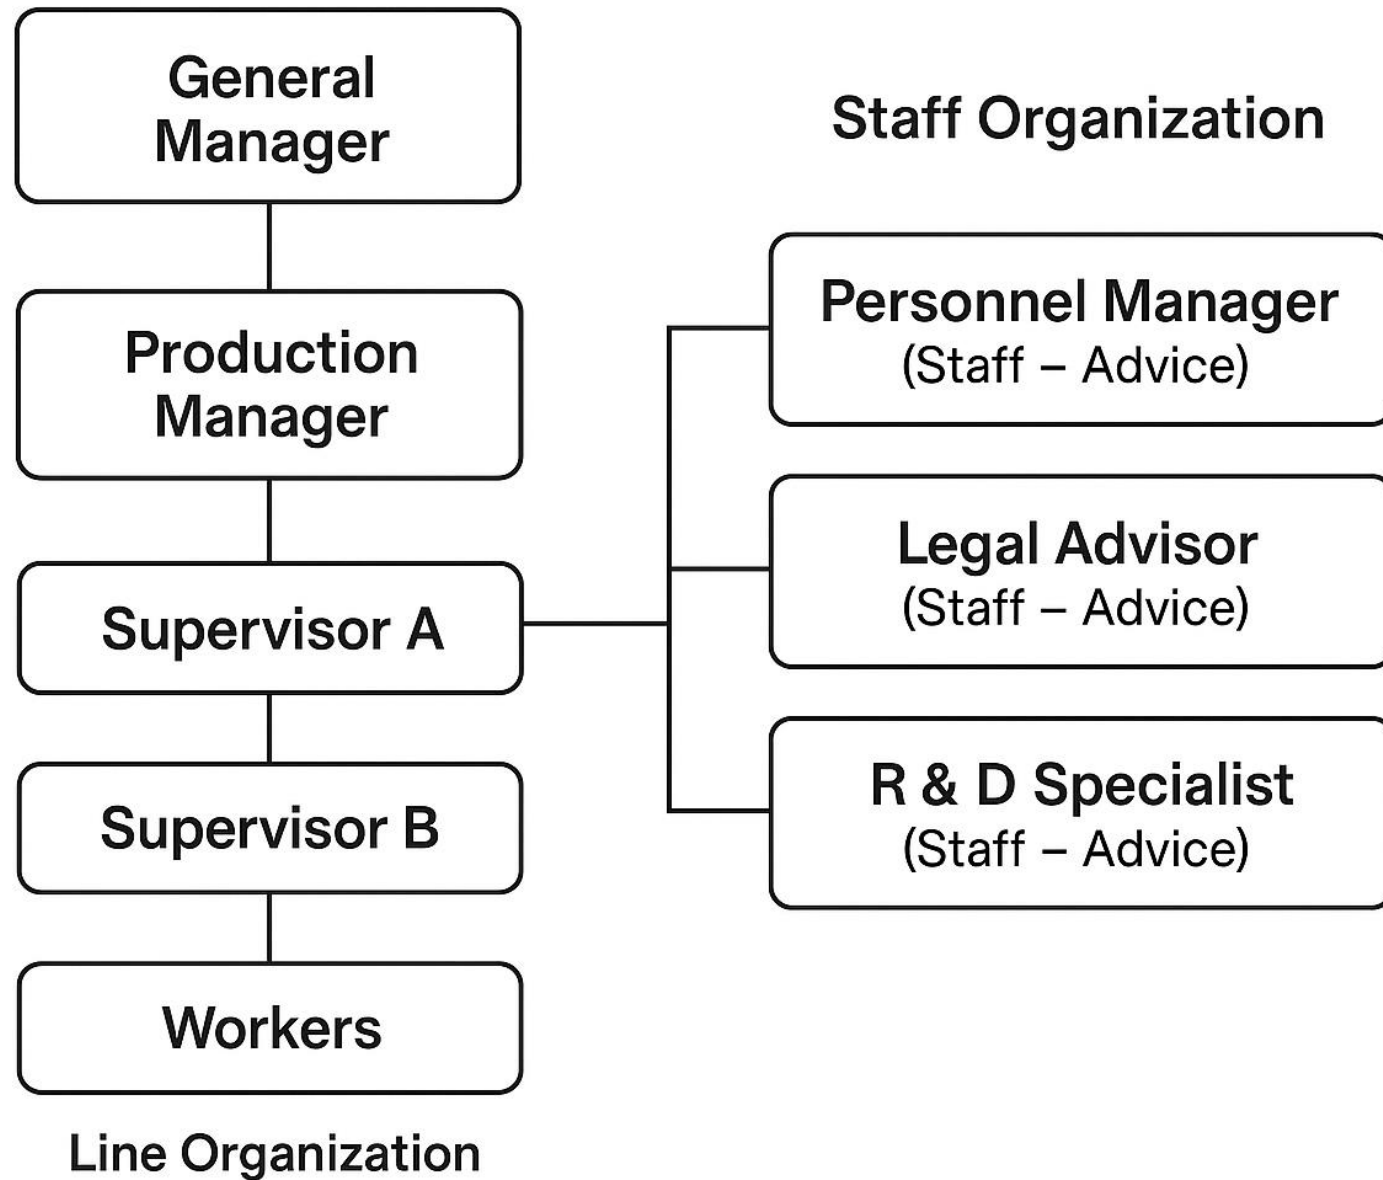 General
Manager
Production
Manager
Supervisor A
Supervisor B
Workers
Line Organization
Staff Organization
Personnel Manager
(Staff – Advice)
Legal Advisor
(Staff – Advice)
R & D Specialist
(Staff – Advice)